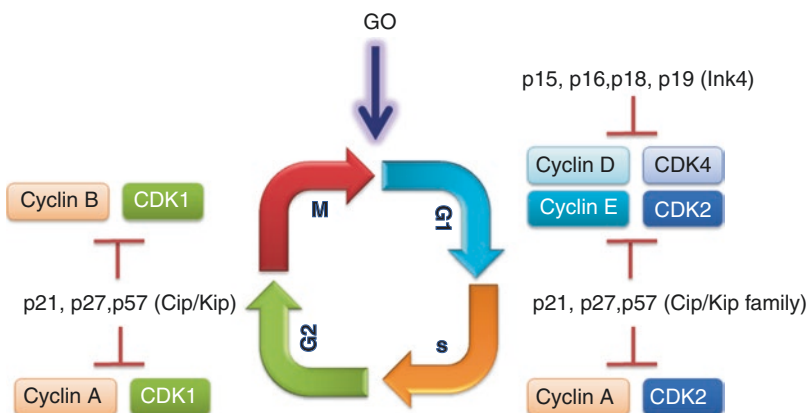 GO
p15, p16,p18, p19 (Ink4)
Cyclin D CDK4
Cyclin E CDK2
Cyclin B CDK1
M
G1
p21, p27,p57 (Cip/Kip)
p21, p27,p57 (Cip/Kip family)
G2
s
Cyclin A CDK1
Cyclin A CDK2